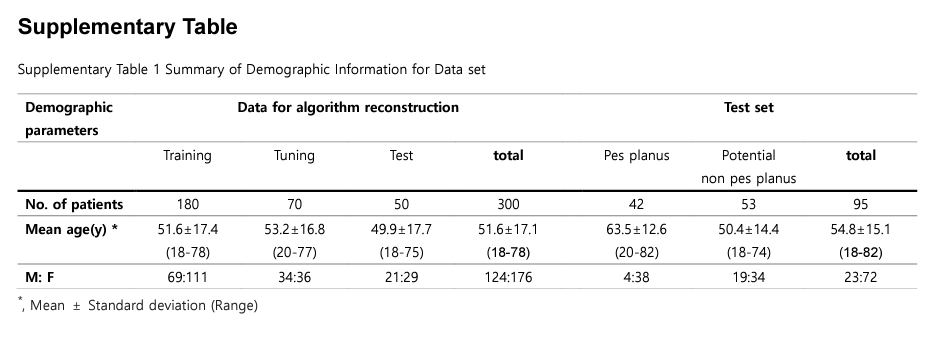 Supplementary Table
Supplementary Table 1 Summary of Demographic Information for Data set
Demographic parameters Data for algorithm reconstruction Test set
Training Tuning Test total Pes planus Potential non pes planus total
No. of patients 180 70 50 300 42 53 95
Mean age(y) * 51.6±17.4 53.2±16.8 49.9±17.7 51.6±17.1 63.5±12.6 50.4±14.4 54.8±15.1
(18-78) (20-77) (18-75) (18-78) (20-82) (18-74) (18-82)
M: F 69:111 34:36 21:29 124:176 4:38 19:34 23:72
*, Mean ± Standard deviation (Range)